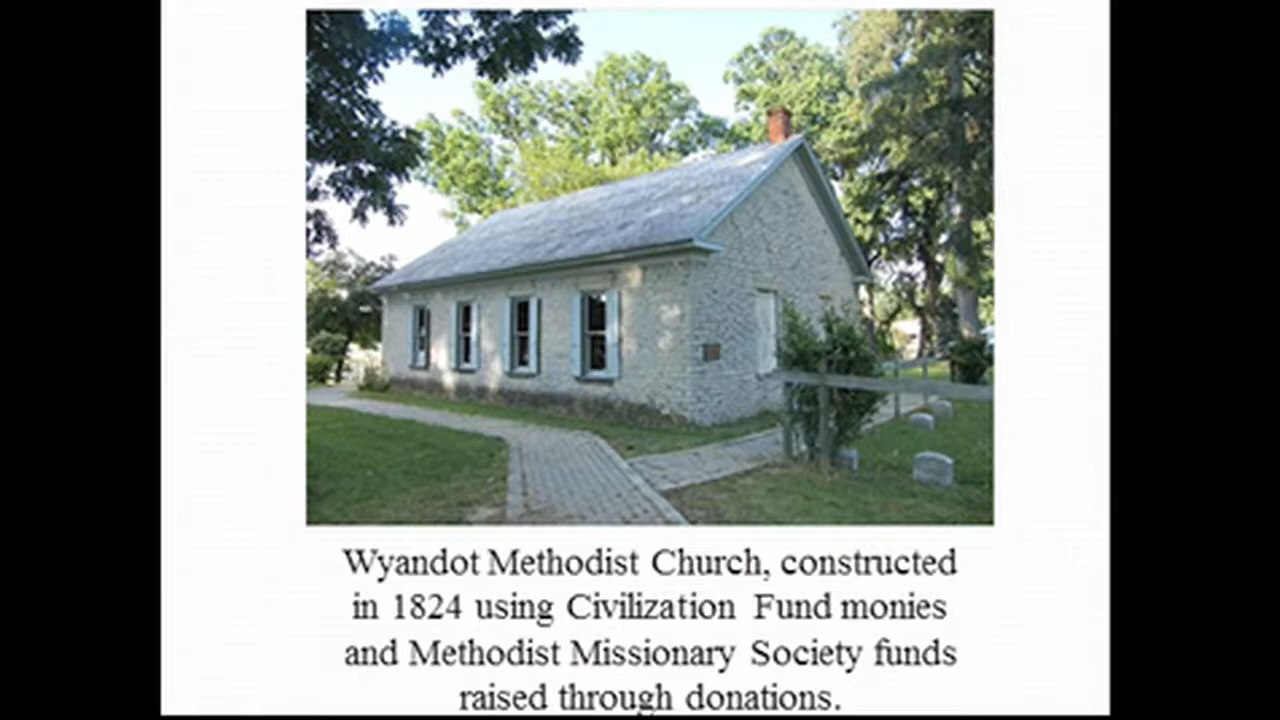 Wyandot Methodist Church, constructed
in 1824 using Civilization Fund monies
and Methodist Missionary Society funds
raised through donations.